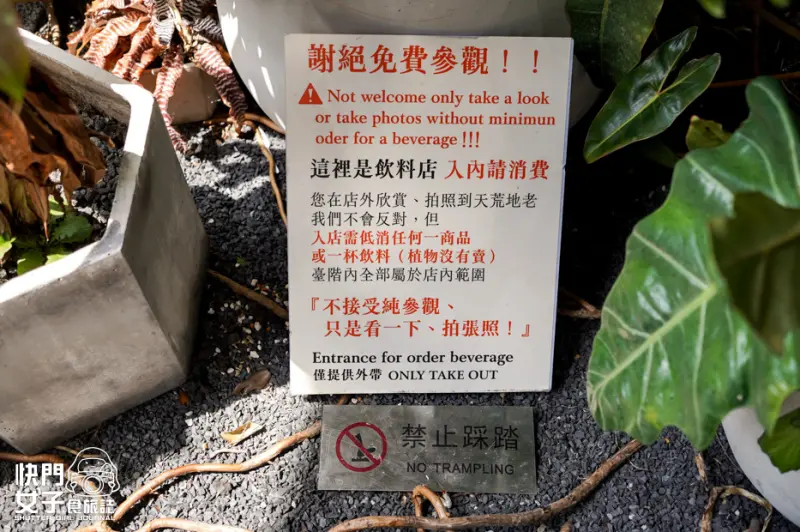 謝絕免費參觀！！
Not welcome only take a look
or take photos without minimun
oder for a beverage !!!
這裡是飲料店 入內請消費
您在店外欣賞、拍照到天荒地老
我們不會反對，但
入店需低消任何一商品
或一杯飲料（植物沒有賣）
臺階內全部屬於店內範圍
『不接受純參觀、
只是看一下、拍張照！』
Entrance for order beverage
僅提供外帶 ONLY TAKE OUT
禁止踩踏
NO TRAMPLING
快門
女子食旅誌
SHUTTER GIRL JOURNAL